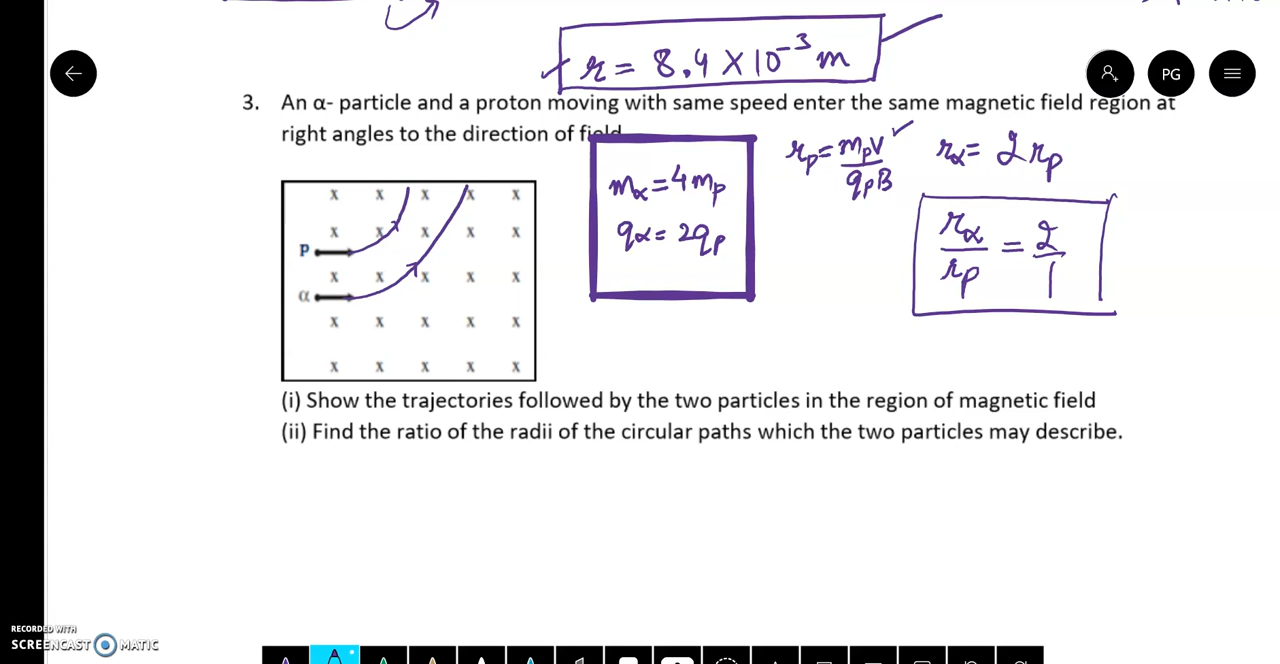 r = 8.4 X 10⁻³ m
PG
3. An α- particle and a proton moving with same speed enter the same magnetic field region at
right angles to the direction of field
mα = 4mp
qα = 2qp
rp = mpV/qpB ✓
rα = 2rp
rα/rp = 2/1
x x x x x
x x x x x
P
x x x x x
α
x x x x x
x x x x x
(i) Show the trajectories followed by the two particles in the region of magnetic field
(ii) Find the ratio of the radii of the circular paths which the two particles may describe.
RECORDED WITH
SCREENCAST MATIC